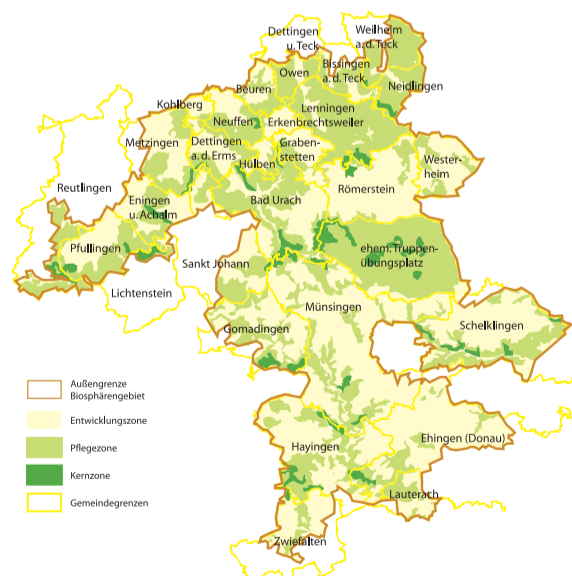 Dettingen
u. Teck
Weilheim
a. d. Teck
Bissingen
a. d. Teck
Owen
Neidlingen
Beuren
Kohlberg
Lenningen
Neuffen
Erkenbrechtsweiler
Metzingen
Dettingen
a. d. Erms
Graben-
stetten
Hülben
Wester-
heim
Reutlingen
Römerstein
Eningen
u. Achalm
Bad Urach
Pfullingen
Sankt Johann
ehem. Truppen-
übungsplatz
Lichtenstein
Münsingen
Gomadingen
Schelklingen
Außengrenze
Biosphärengebiet
Entwicklungszone
Pflegezone
Kernzone
Gemeindegrenzen
Hayingen
Ehingen (Donau)
Lauterach
Zwiefalten